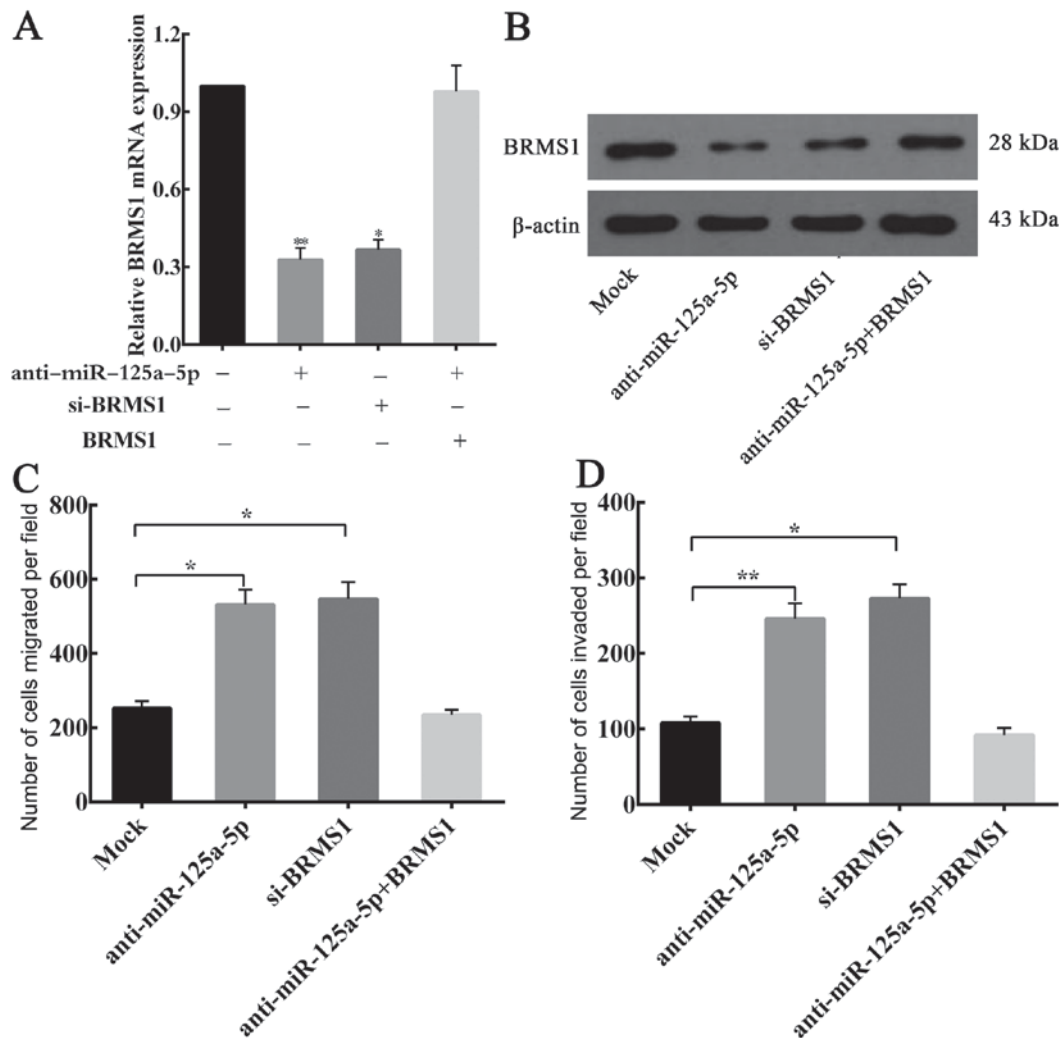 A
Relative BRMS1 mRNA expression
1.2
0.9
0.6
0.3
0.0
**
*
anti-miR-125a-5p – + – +
si-BRMS1 – – + –
BRMS1 – – – +
B
BRMS1
28 kDa
β-actin
43 kDa
Mock
anti-miR-125a-5p
si-BRMS1
anti-miR-125a-5p+BRMS1
C
Number of cells migrated per field
800
600
400
200
0
*
*
Mock
anti-miR-125a-5p
si-BRMS1
anti-miR-125a-5p+BRMS1
D
Number of cells invaded per field
400
300
200
100
0
*
**
Mock
anti-miR-125a-5p
si-BRMS1
anti-miR-125a-5p+BRMS1